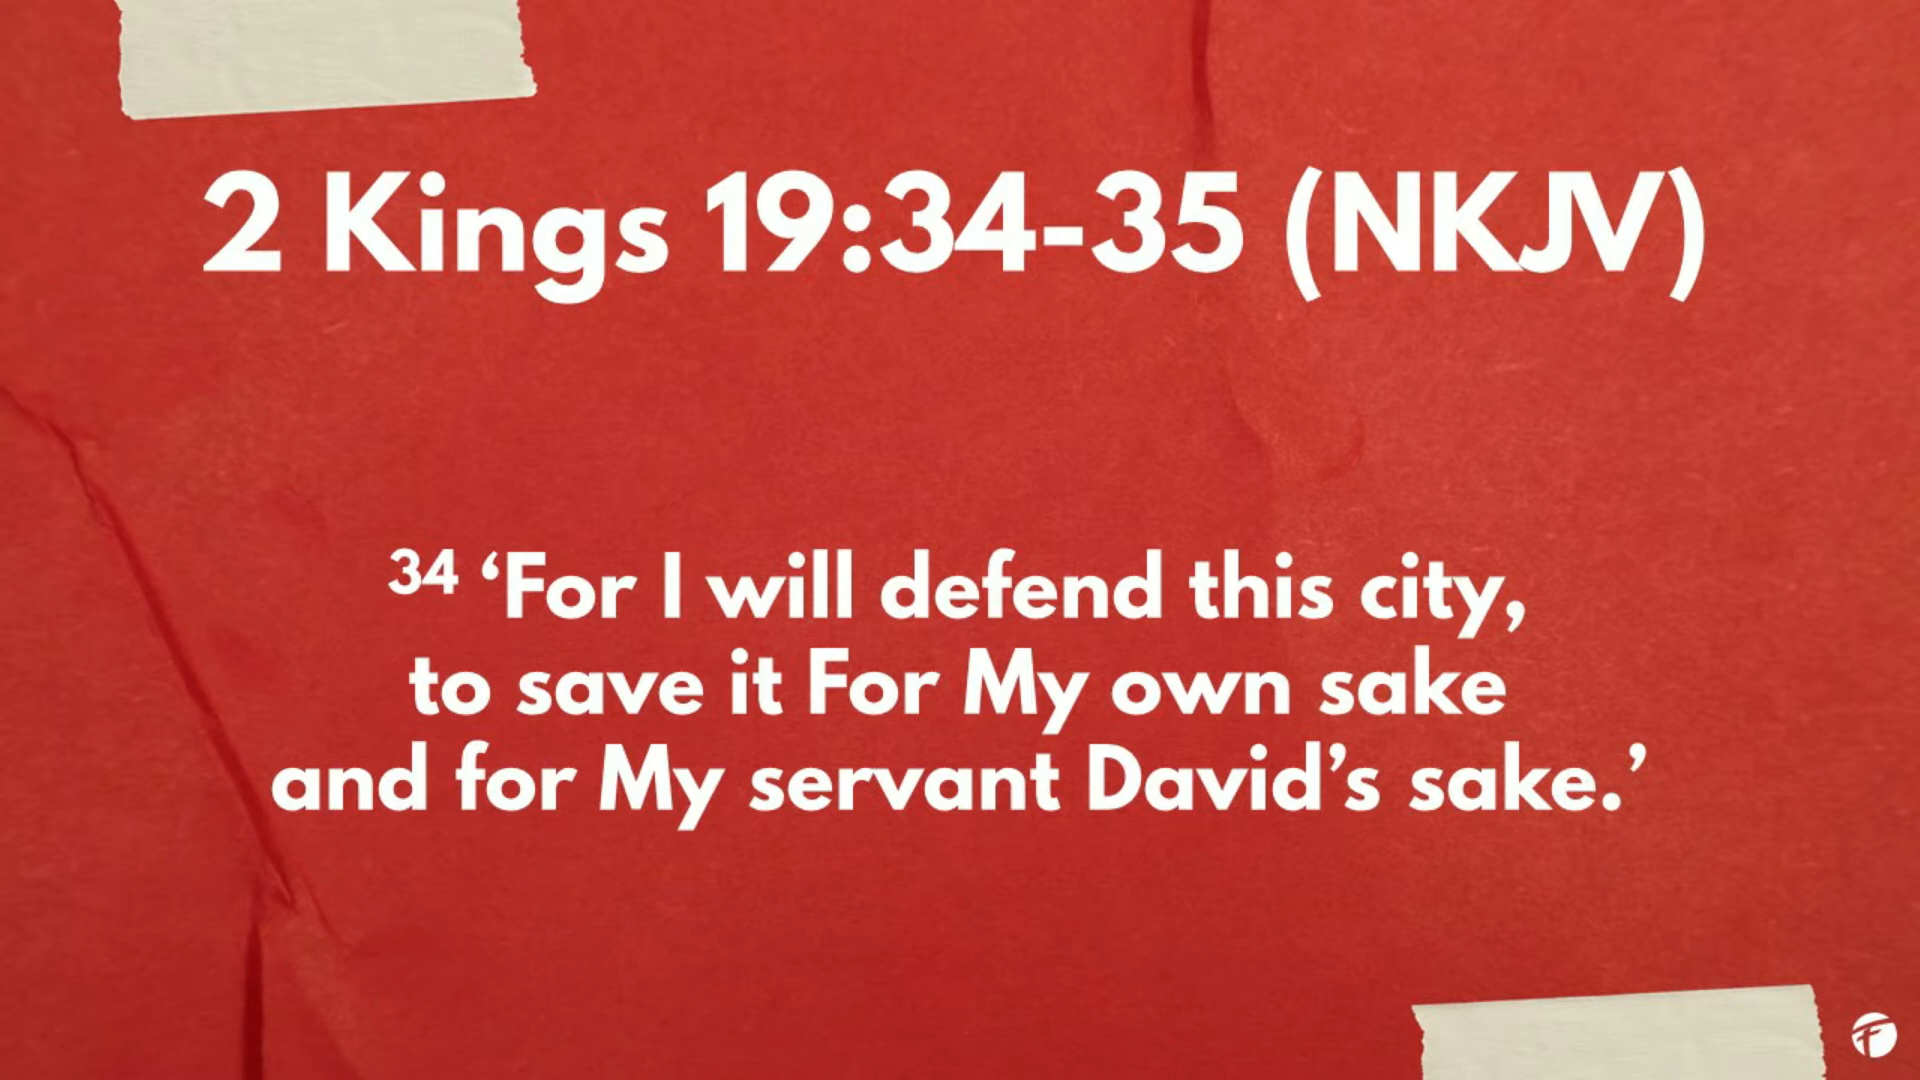 2 Kings 19:34-35 (NKJV)
34 ‘For I will defend this city,
to save it For My own sake
and for My servant David’s sake.’